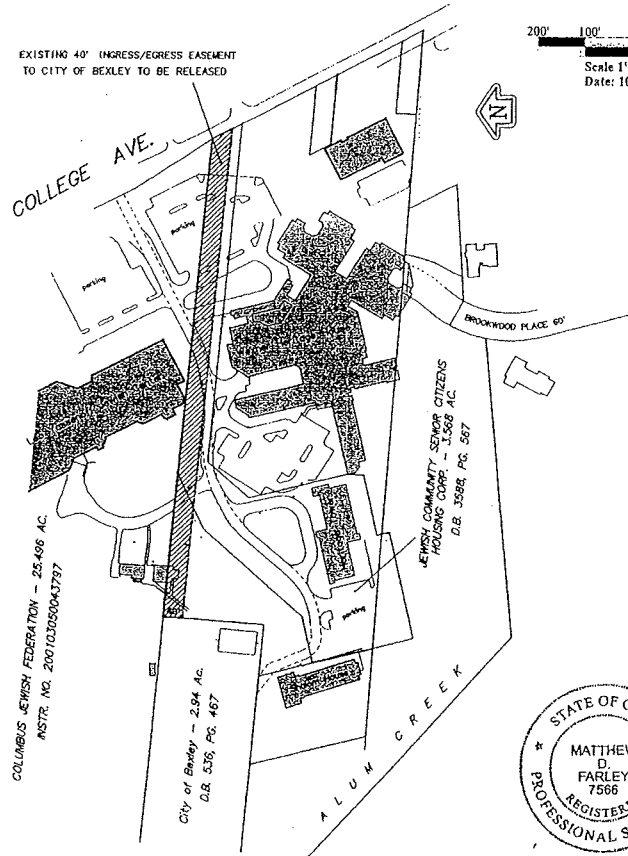 EXISTING 40' INGRESS/EGRESS EASEMENT
TO CITY OF BEXLEY TO BE RELEASED
200' 100'
Scale 1"
Date: 10
N
COLLEGE AVE.
parking
parking
BROOKWOOD PLACE 60'
JEWISH COMMUNITY SENIOR CITIZENS
HOUSING CORP. - 3.568 AC.
D.B. 3588, PG. 567
COLUMBUS JEWISH FEDERATION - 25.496 AC.
INSTR. NO. 200103050043797
parking
City of Bexley - 2.94 Ac.
D.B. 536, PG. 467
ALUM CREEK
STATE OF O
MATTHEW
D.
FARLEY
7566
REGISTER
PROFESSIONAL S